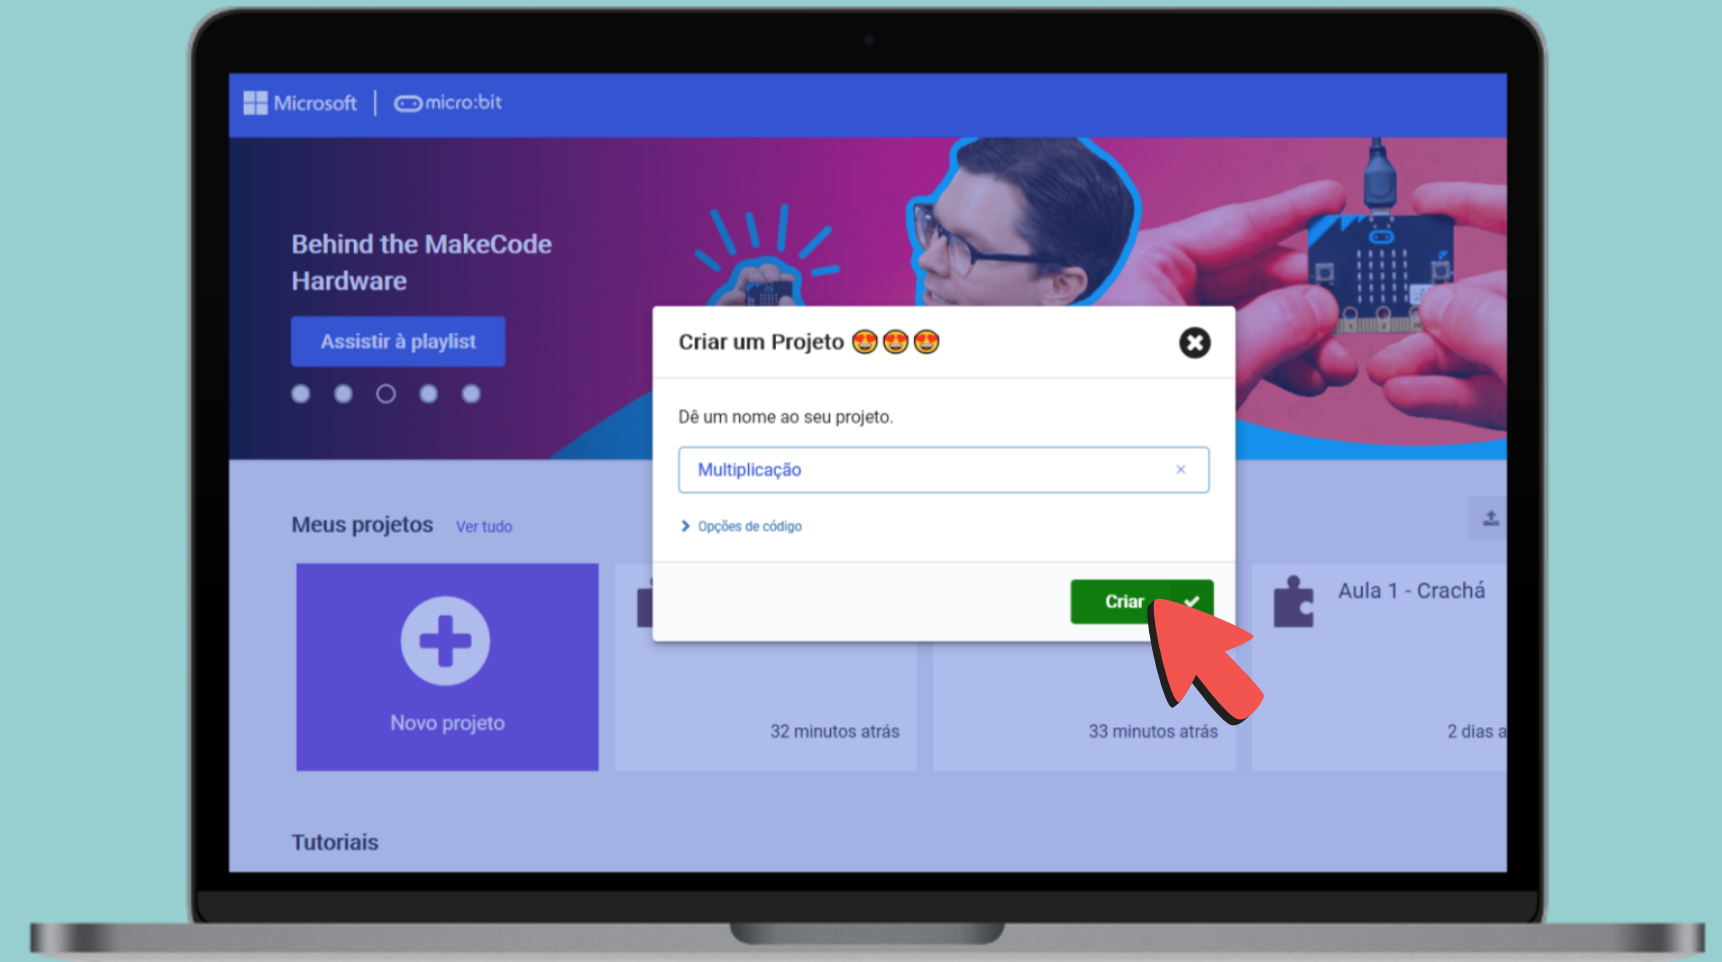 Microsoft | micro:bit
Behind the MakeCode
Hardware
Assistir à playlist
Criar um Projeto 😍😍😍
Dê um nome ao seu projeto.
Multiplicação
Opções de código
Criar
Meus projetos Ver tudo
Novo projeto
32 minutos atrás
33 minutos atrás
Aula 1 - Crachá
2 dias a
Tutoriais